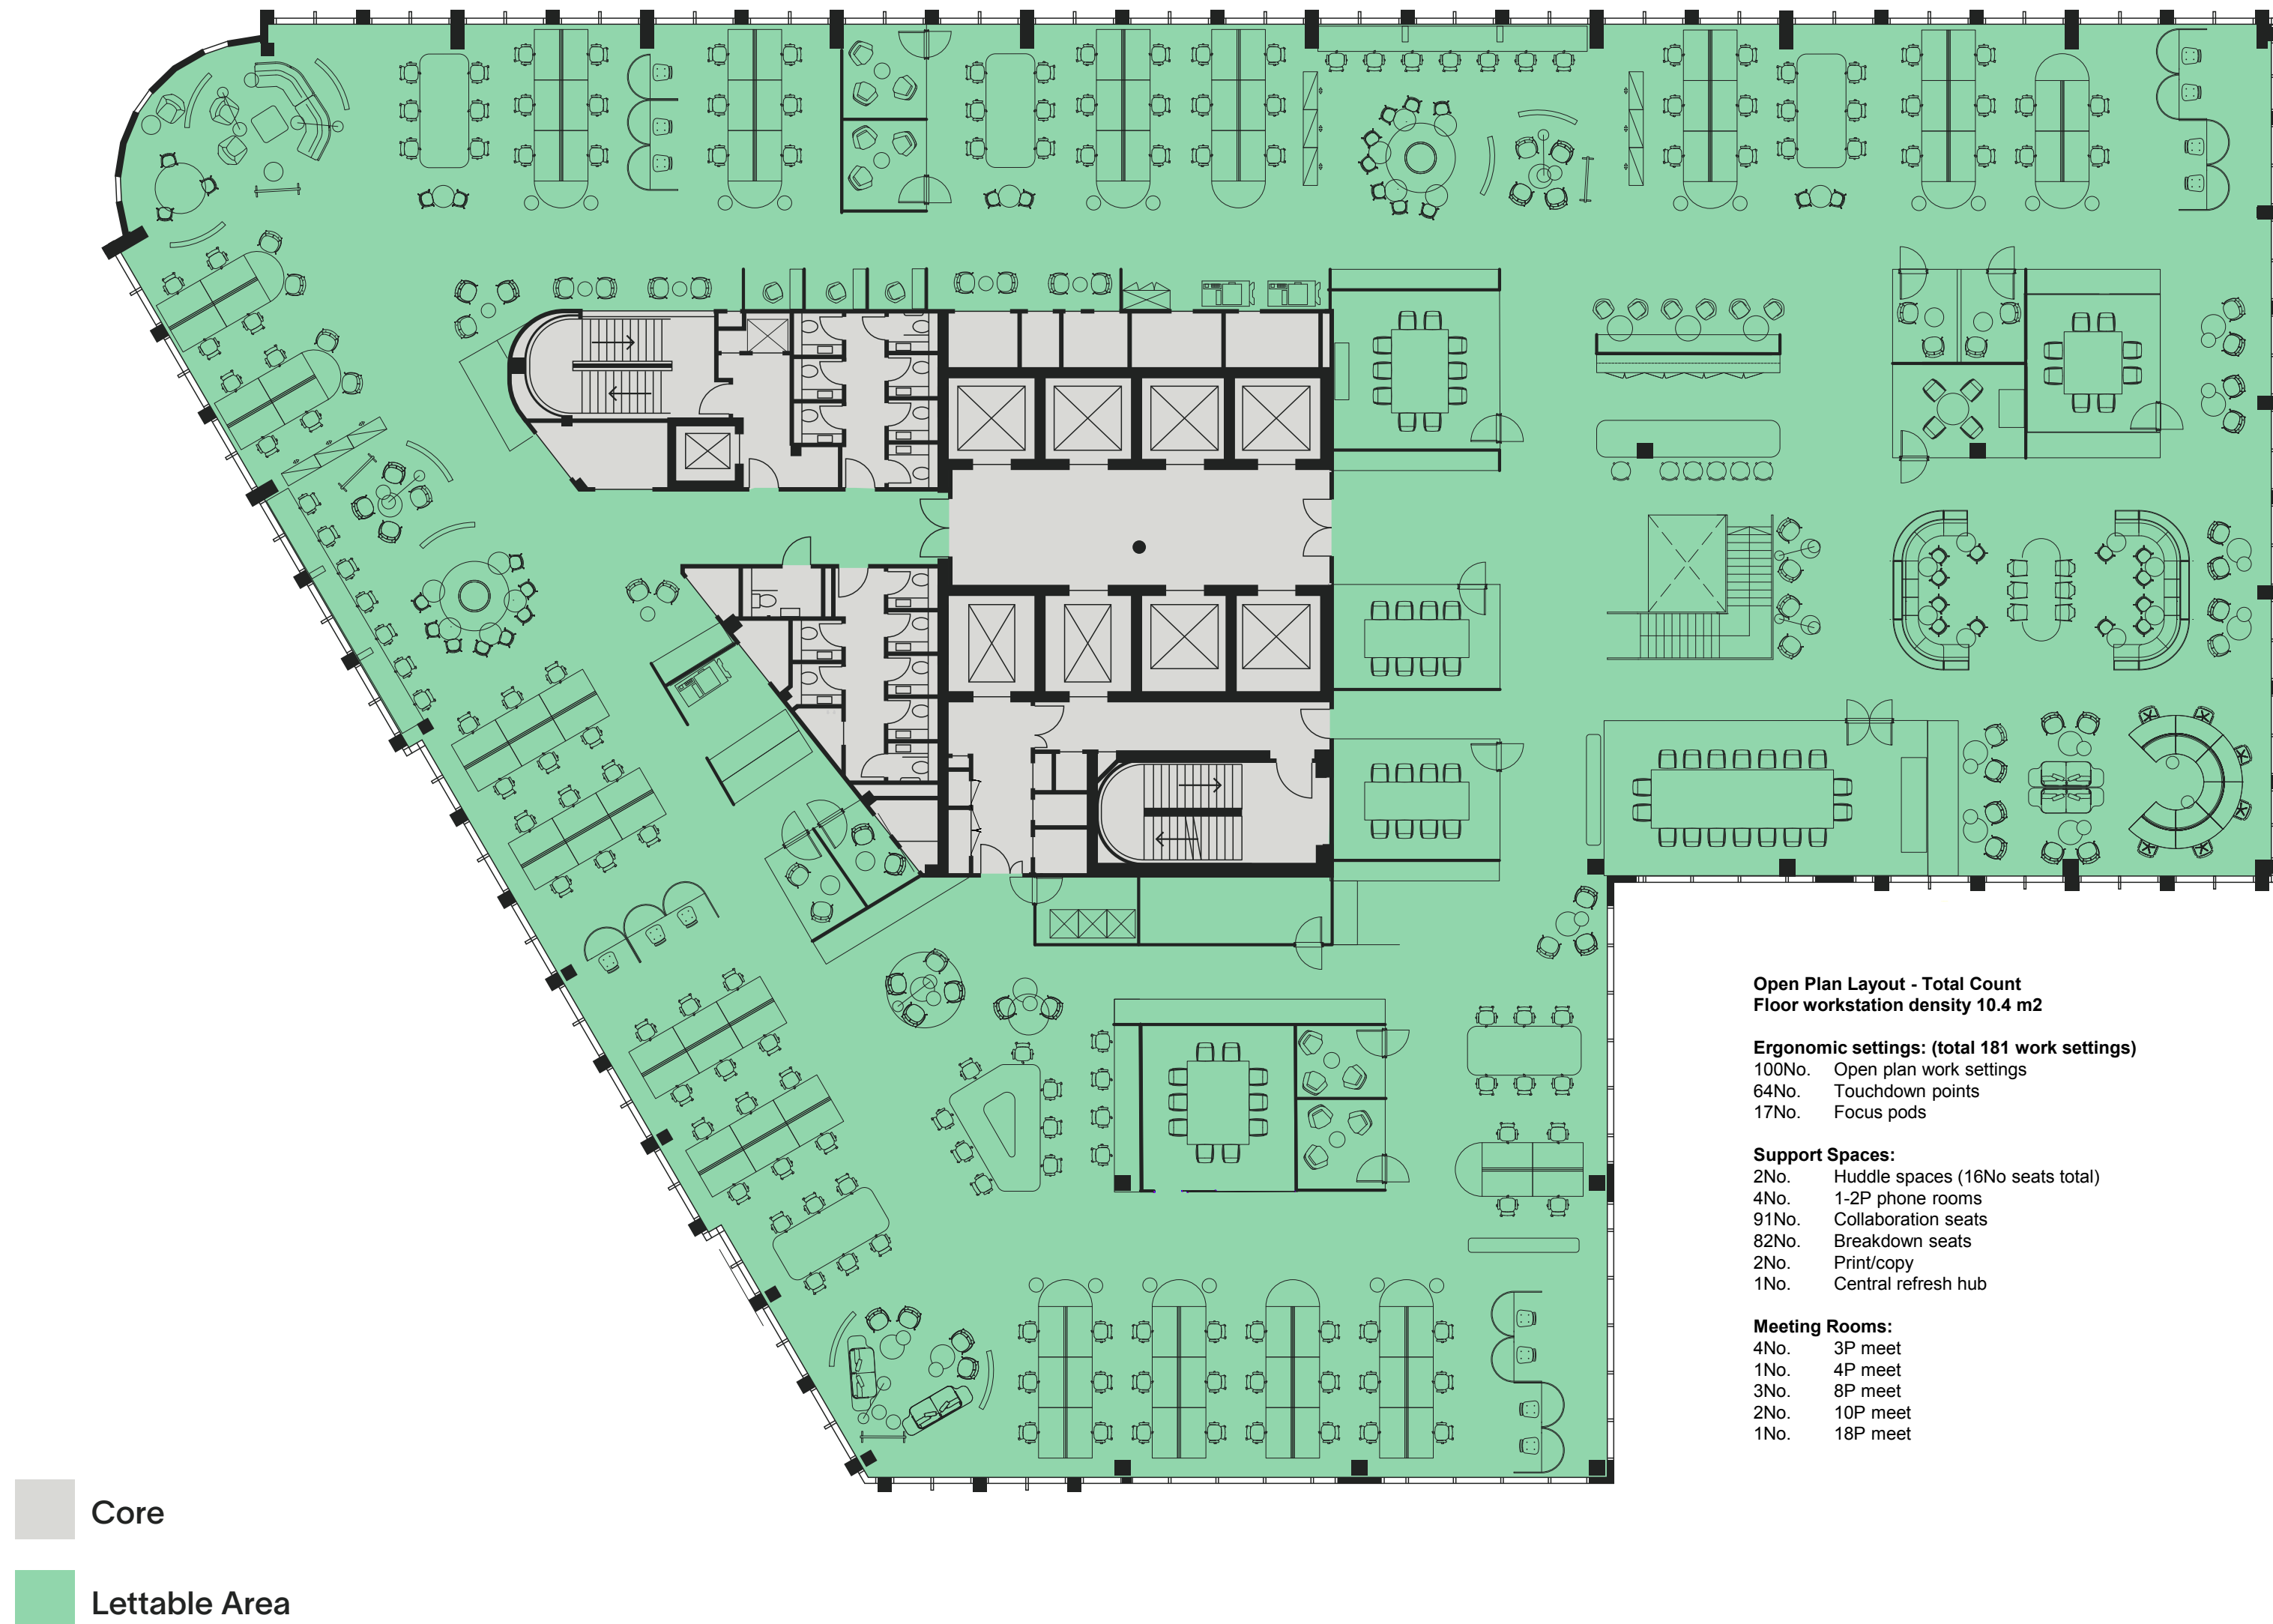 Open Plan Layout - Total Count
Floor workstation density 10.4 m2
Ergonomic settings: (total 181 work settings)
100No. Open plan work settings
64No. Touchdown points
17No. Focus pods
Support Spaces:
2No. Huddle spaces (16No seats total)
4No. 1-2P phone rooms
91No. Collaboration seats
82No. Breakdown seats
2No. Print/copy
1No. Central refresh hub
Meeting Rooms:
4No. 3P meet
1No. 4P meet
3No. 8P meet
2No. 10P meet
1No. 18P meet
Core
Lettable Area